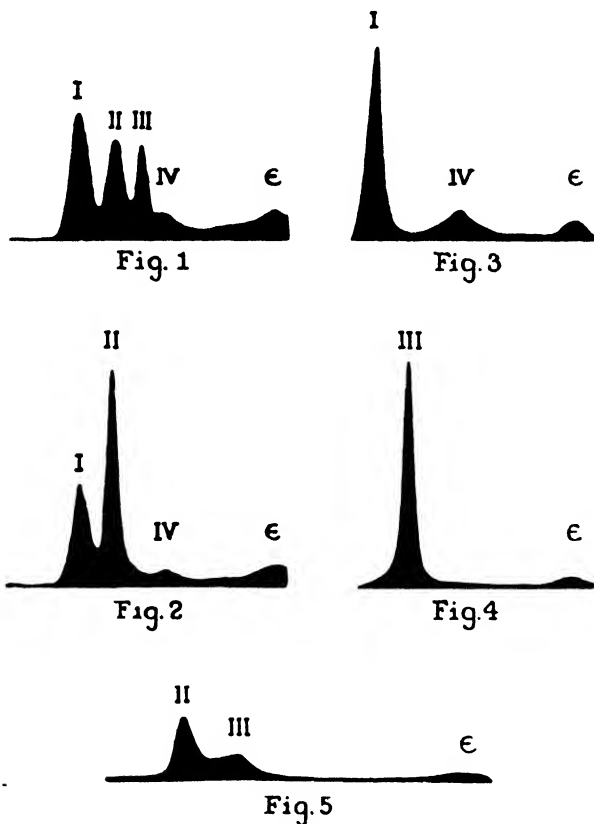 I
II III
IV ϵ
Fig. 1
I
IV ϵ
Fig. 3
II
I
IV ϵ
Fig. 2
III
ϵ
Fig. 4
II
III
ϵ
Fig. 5